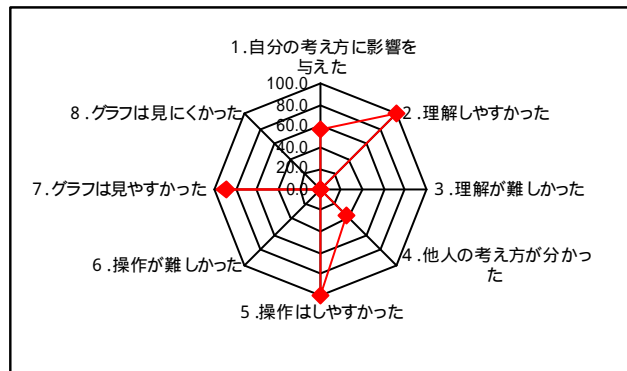 1.自分の考え方に影響を
与えた
100.0
80.0
60.0
40.0
20.0
0.0
2.理解しやすかった
3.理解が難しかった
4.他人の考え方が分かっ
た
5.操作はしやすかった
6.操作が難しかった
7.グラフは見やすかった
8.グラフは見にくかった